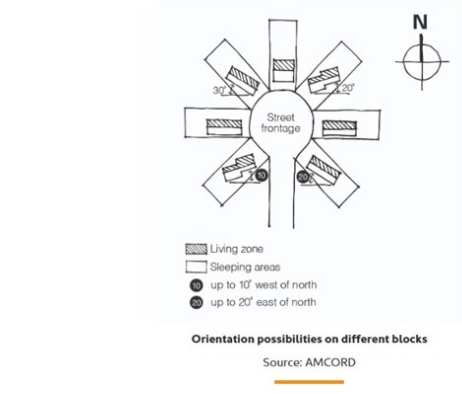 N
30°
20°
Street
frontage
10
20
Living zone
Sleeping areas
10 up to 10° west of north
20 up to 20° east of north
Orientation possibilities on different blocks
Source: AMCORD